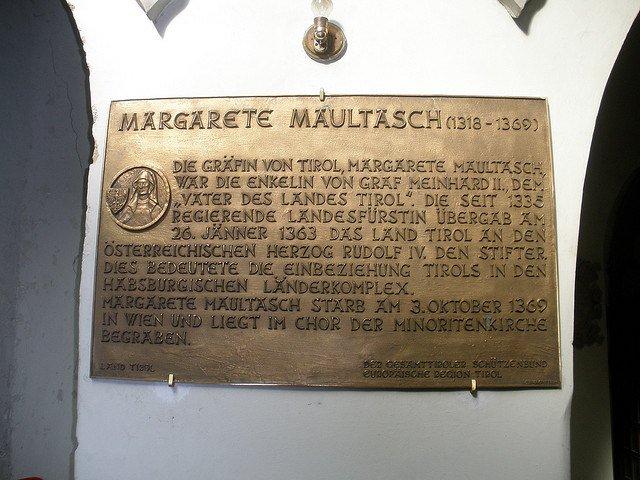 MARGARETE MAULTASCH (1318 - 1369)
DIE GRÄFIN VON TIROL, MARGARETE MAULTASCH,
WAR DIE ENKELIN VON GRAF MEINHARD II., DEM
„VATER DES LANDES TIROL". DIE SEIT 1335
REGIERENDE LANDESFÜRSTIN ÜBERGAB AM
26. JÄNNER 1363 DAS LAND TIROL AN DEN
ÖSTERREICHISCHEN HERZOG RUDOLF IV. DEN STIFTER.
DIES BEDEUTETE DIE EINBEZIEHUNG TIROLS IN DEN
HABSBURGISCHEN LÄNDERKOMPLEX.
MARGARETE MAULTASCH STARB AM 3. OKTOBER 1369
IN WIEN UND LIEGT IM CHOR DER MINORITENKIRCHE
BEGRABEN.
LAND TIROL
DER GESAMTTIROLER SCHÜTZENBUND
EUROPÄISCHE REGION TIROL